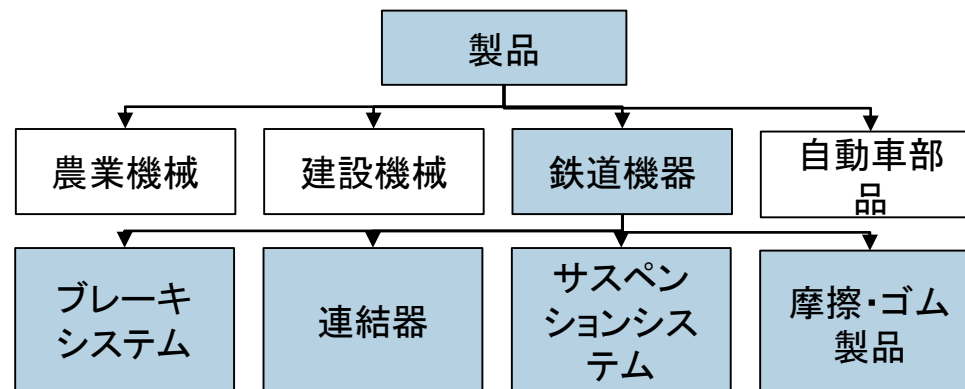 製品
農業機械
建設機械
鉄道機器
自動車部
品
ブレーキ
システム
連結器
サスペン
ションシス
テム
摩擦・ゴム
製品